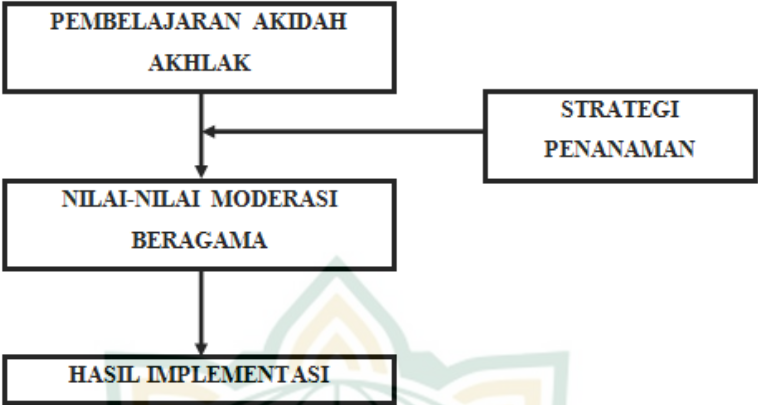 PEMBELAJARAN AKIDAH
AKHLAK
STRATEGI
PENANAMAN
NILAI-NILAI MODERASI
BERAGAMA
HASIL IMPLEMENTASI